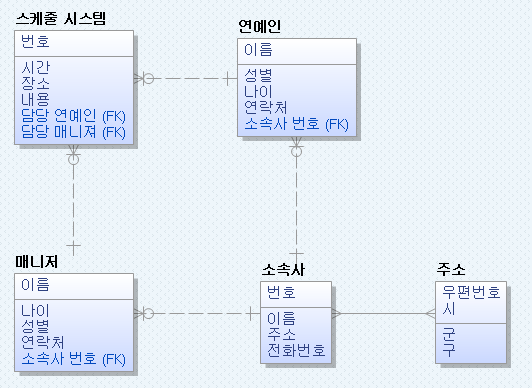 스케줄 시스템
번호
시간
장소
내용
담당 연예인 (FK)
담당 매니져 (FK)
연예인
이름
성별
나이
연락처
소속사 번호 (FK)
매니저
이름
나이
성별
연락처
소속사 번호 (FK)
소속사
번호
이름
주소
전화번호
주소
우편번호
시
군
구